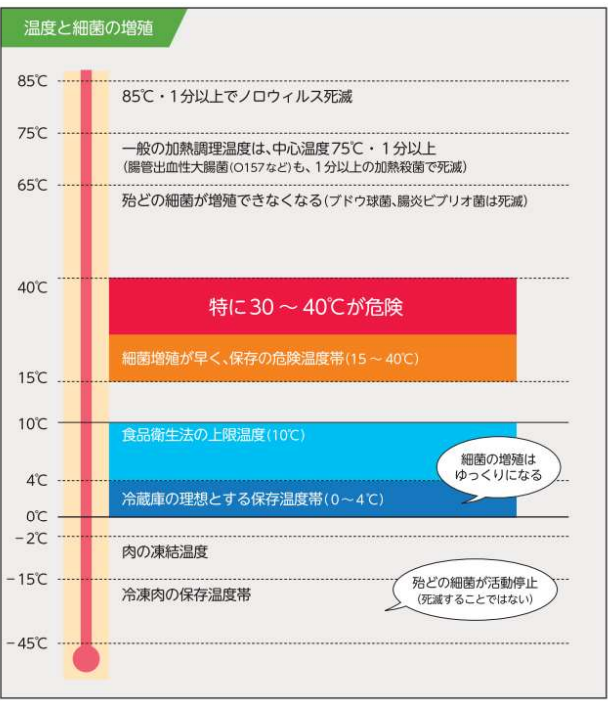 温度と細菌の増殖
85℃
85℃・1分以上でノロウィルス死滅
75℃
一般の加熱調理温度は、中心温度75℃・1分以上
(腸管出血性大腸菌(O157など)も、1分以上の加熱殺菌で死滅)
65℃
殆どの細菌が増殖できなくなる(ブドウ球菌、腸炎ビブリオ菌は死滅)
40℃
特に30～40℃が危険
細菌増殖が早く、保存の危険温度帯(15～40℃)
15℃
10℃
食品衛生法の上限温度(10℃)
細菌の増殖は
ゆっくりになる
4℃
冷蔵庫の理想とする保存温度帯(0～4℃)
0℃
－2℃
肉の凍結温度
－15℃
冷凍肉の保存温度帯
殆どの細菌が活動停止
(死滅することではない)
－45℃